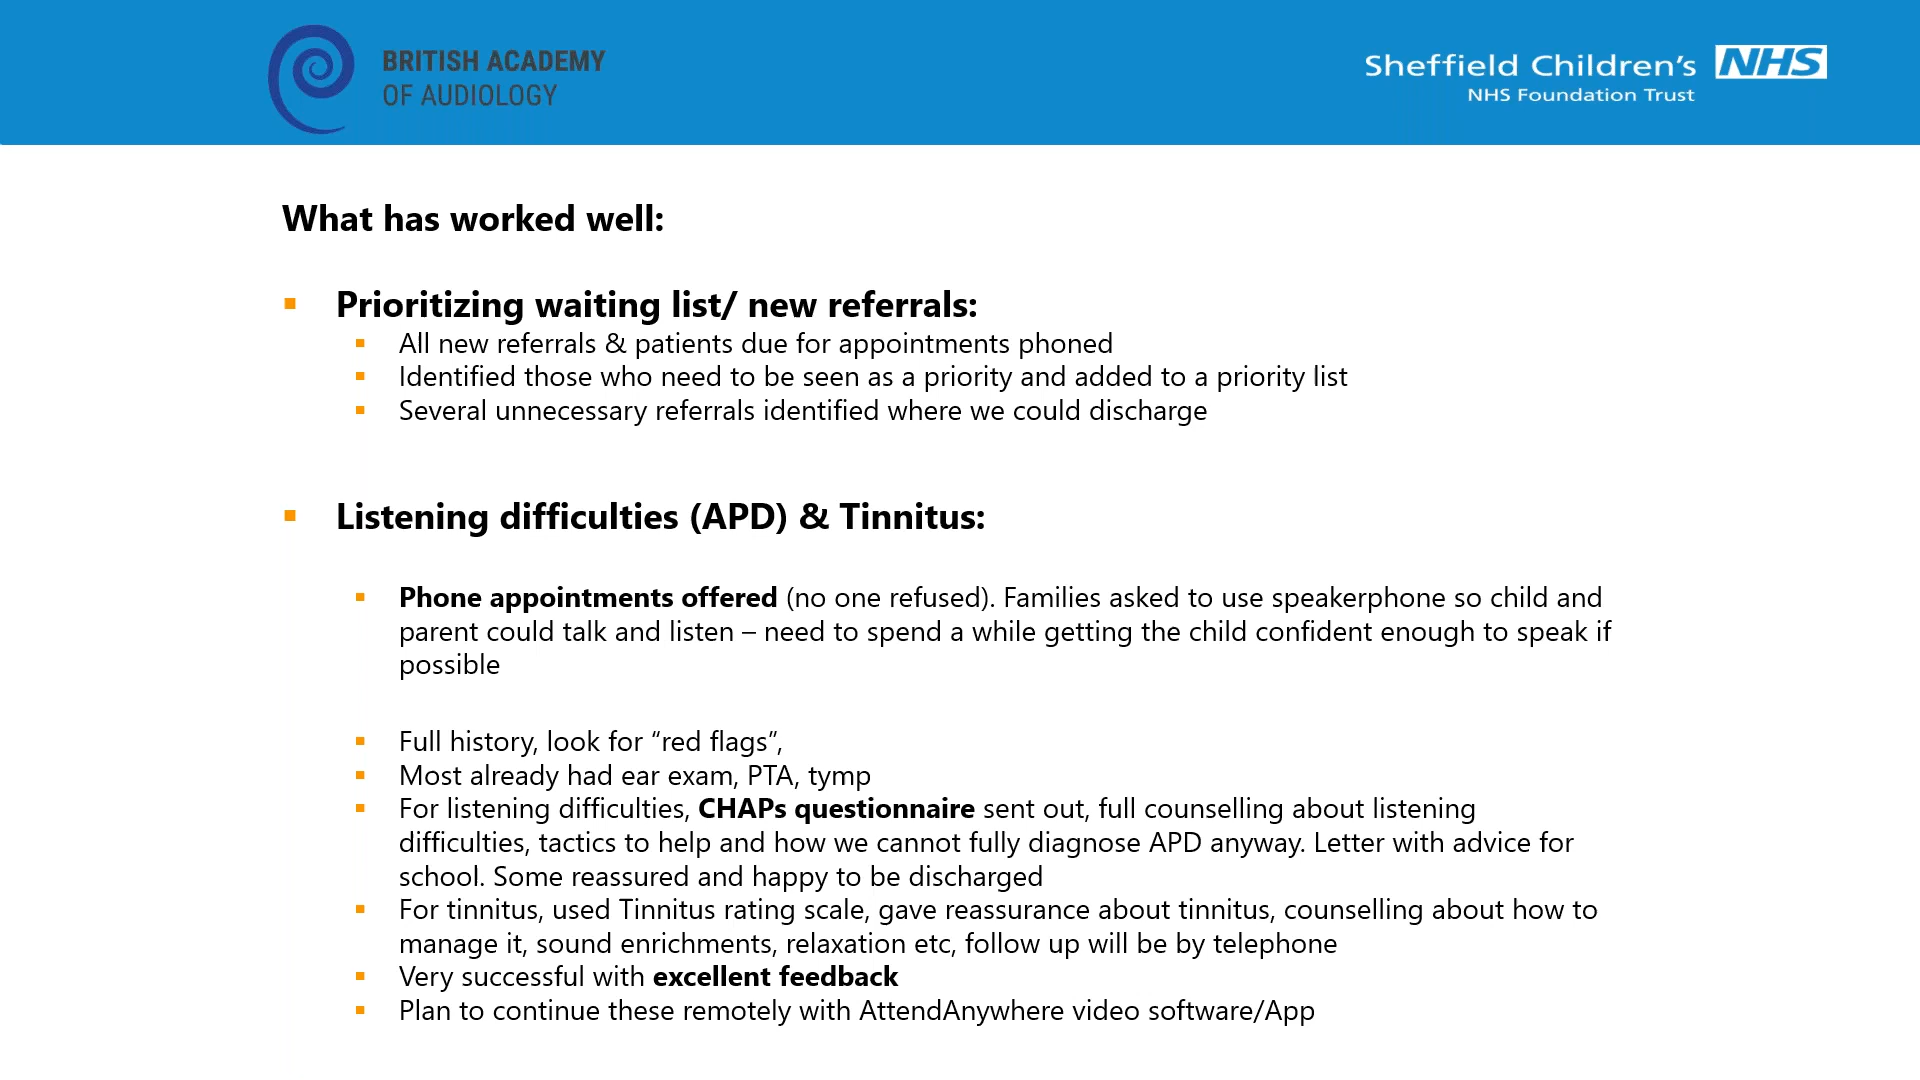 BRITISH ACADEMY
OF AUDIOLOGY
Sheffield Children's NHS
NHS Foundation Trust
What has worked well:
Prioritizing waiting list/ new referrals:
All new referrals & patients due for appointments phoned
Identified those who need to be seen as a priority and added to a priority list
Several unnecessary referrals identified where we could discharge
Listening difficulties (APD) & Tinnitus:
Phone appointments offered (no one refused). Families asked to use speakerphone so child and
parent could talk and listen – need to spend a while getting the child confident enough to speak if
possible
Full history, look for “red flags”,
Most already had ear exam, PTA, tymp
For listening difficulties, CHAPs questionnaire sent out, full counselling about listening
difficulties, tactics to help and how we cannot fully diagnose APD anyway. Letter with advice for
school. Some reassured and happy to be discharged
For tinnitus, used Tinnitus rating scale, gave reassurance about tinnitus, counselling about how to
manage it, sound enrichments, relaxation etc, follow up will be by telephone
Very successful with excellent feedback
Plan to continue these remotely with AttendAnywhere video software/App